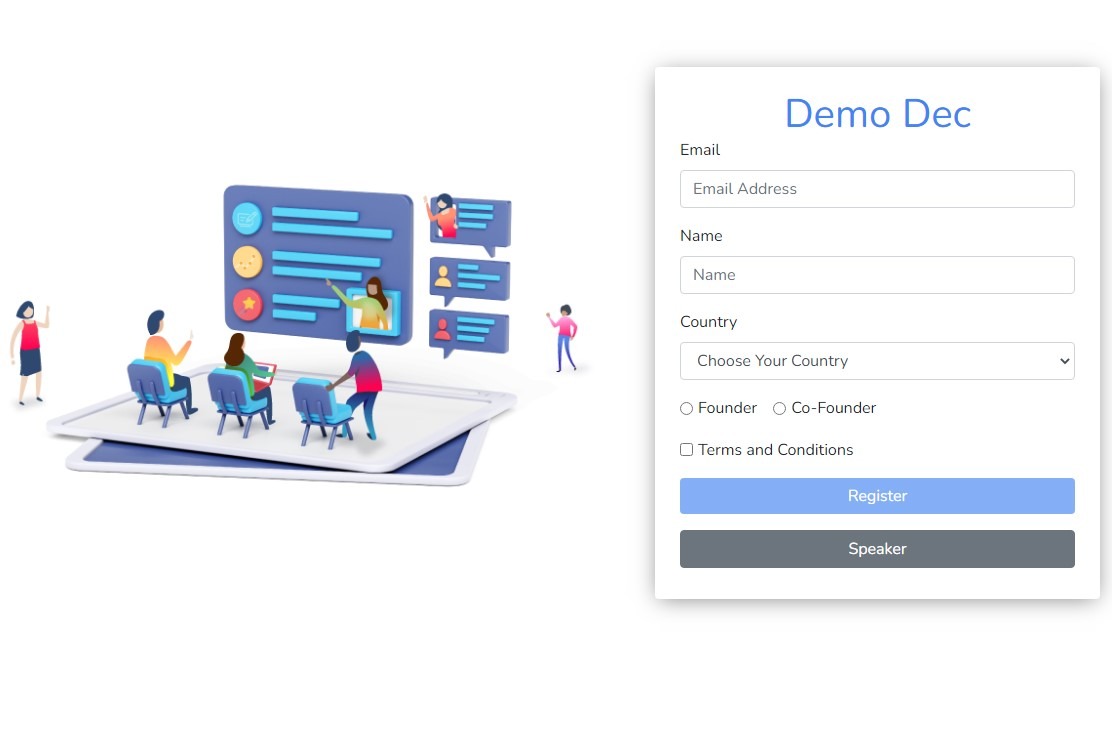 Demo Dec
Email
Email Address
Name
Name
Country
Choose Your Country
Founder Co-Founder
Terms and Conditions
Register
Speaker